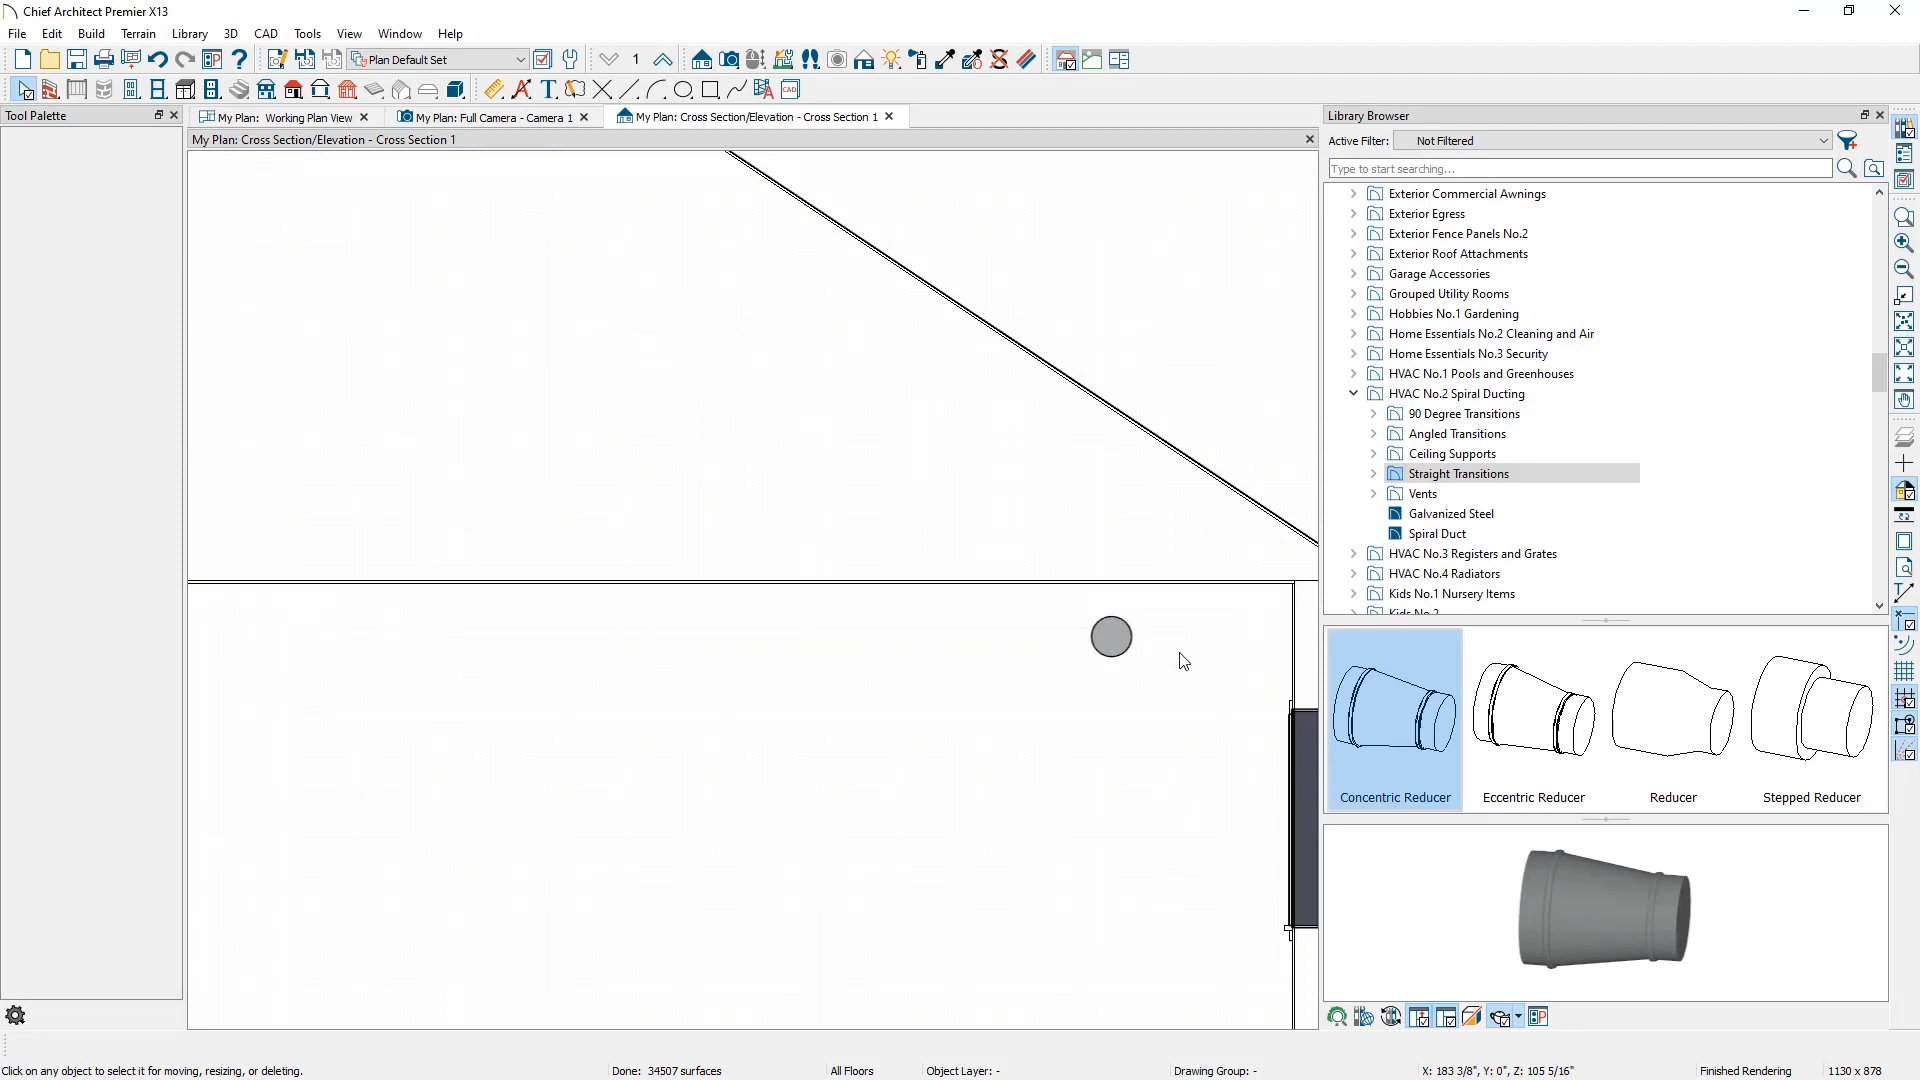 Chief Architect Premier X13
File Edit Build Terrain Library 3D CAD Tools View Window Help
Plan Default Set 1
Tool Palette
My Plan: Working Plan View
My Plan: Full Camera - Camera 1
My Plan: Cross Section/Elevation - Cross Section 1
My Plan: Cross Section/Elevation - Cross Section 1
Library Browser
Active Filter: Not Filtered
Type to start searching...
Exterior Commercial Awnings
Exterior Egress
Exterior Fence Panels No.2
Exterior Roof Attachments
Garage Accessories
Grouped Utility Rooms
Hobbies No.1 Gardening
Home Essentials No.2 Cleaning and Air
Home Essentials No.3 Security
HVAC No.1 Pools and Greenhouses
HVAC No.2 Spiral Ducting
90 Degree Transitions
Angled Transitions
Ceiling Supports
Straight Transitions
Vents
Galvanized Steel
Spiral Duct
HVAC No.3 Registers and Grates
HVAC No.4 Radiators
Kids No.1 Nursery Items
Kids No.2
Concentric Reducer
Eccentric Reducer
Reducer
Stepped Reducer
Click on any object to select it for moving, resizing, or deleting.
Done: 34507 surfaces
All Floors
Object Layer: -
Drawing Group: -
X: 183 3/8", Y: 0", Z: 105 5/16"
Finished Rendering
1130 x 878